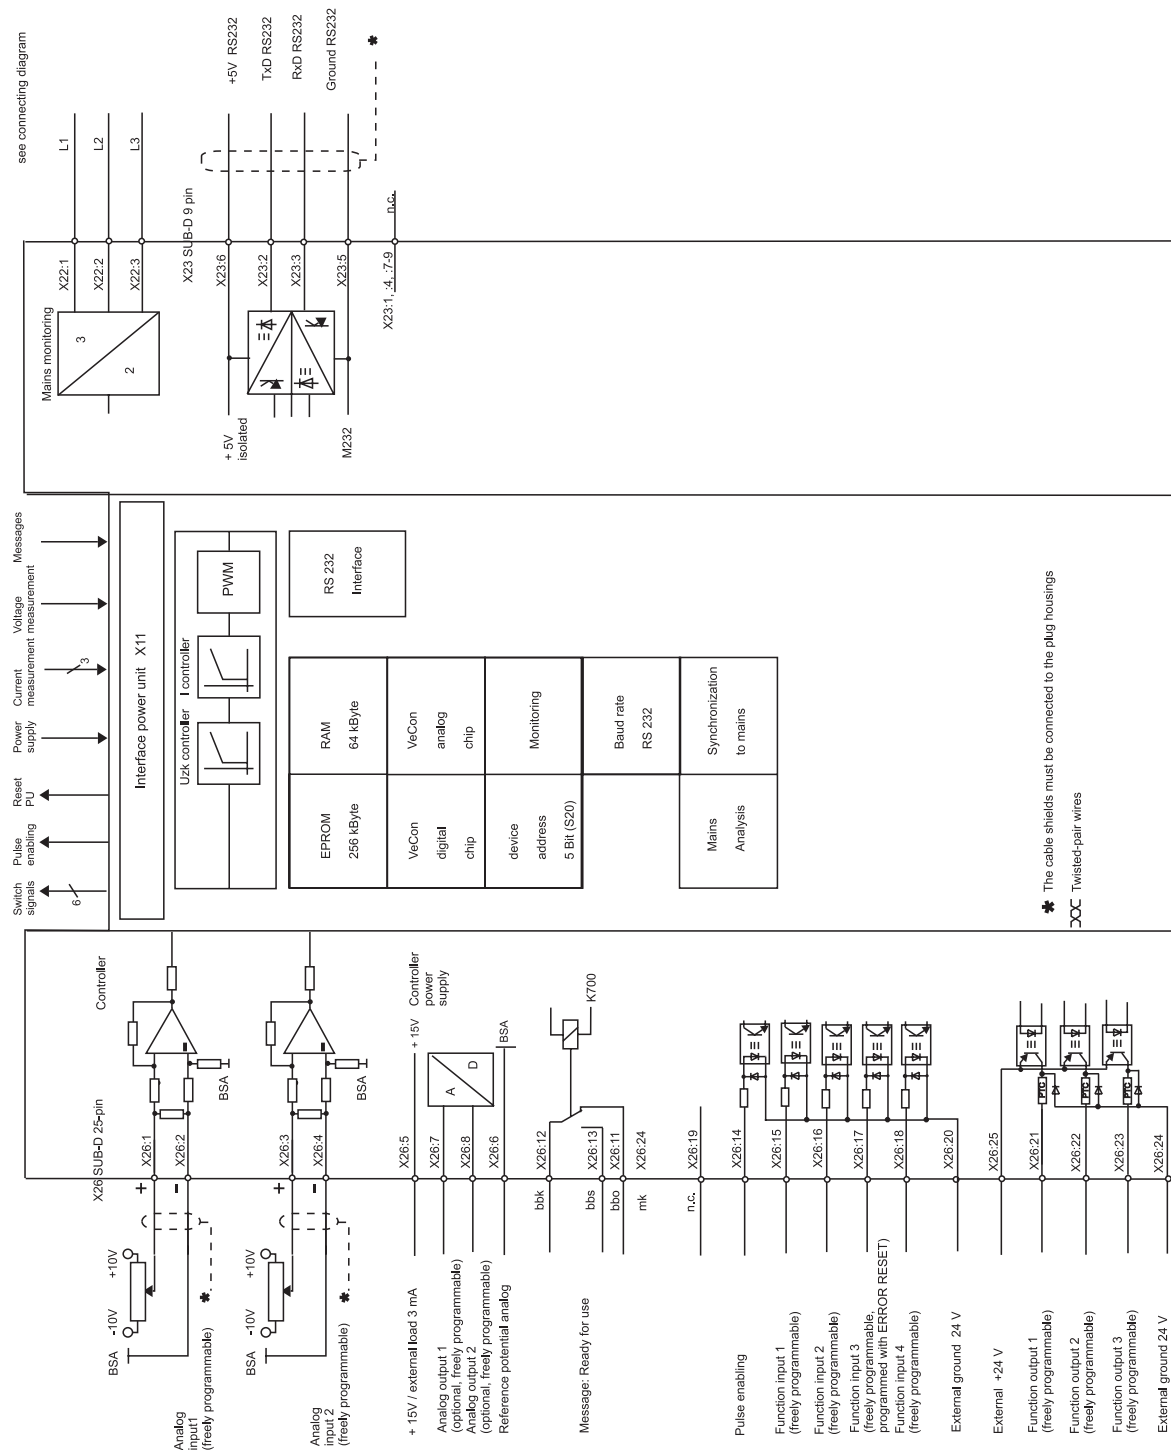 Analog
input1
(freely programmable)
BSA
-10V
+10V
*
+
-
X26 SUB-D 25-pin
X26:1
X26:2
BSA
Controller
Analog
input 2
(freely programmable)
BSA
-10V
+10V
*
+
-
X26:3
X26:4
BSA
+ 15V / external load 3 mA
X26:5
+ 15V
Controller
power
supply
Analog output 1
(optional, freely programmable)
X26:7
A
D
Analog output 2
(optional, freely programmable)
X26:8
Reference potential analog
X26:6
BSA
Message: Ready for use
bbk
X26:12
bbs
X26:13
bbo
X26:11
mk
X26:24
K700
n.c.
X26:19
Pulse enabling
X26:14
Function input 1
(freely programmable)
X26:15
Function input 2
(freely programmable)
X26:16
Function input 3
(freely programmable,
programmed with ERROR RESET)
X26:17
Function input 4
(freely programmable)
X26:18
External ground 24 V
X26:20
External +24 V
X26:25
Function output 1
(freely programmable)
X26:21
PTC
Function output 2
(freely programmable)
X26:22
PTC
Function output 3
(freely programmable)
X26:23
PTC
External ground 24 V
X26:24
Switch
signals
6
Pulse
enabling
Reset
PU
Power
supply
Current
measurement
3
Voltage
measurement
Messages
Interface power unit X11
Uzk controller
I controller
PWM
RS 232
Interface
EPROM
256 kByte
RAM
64 kByte
VeCon
digital
chip
VeCon
analog
chip
device
address
5 Bit (S20)
Monitoring
Baud rate
RS 232
Mains
Analysis
Synchronization
to mains
* The cable shields must be connected to the plug housings
Twisted-pair wires
see connecting diagram
Mains monitoring
3
2
X22:1
L1
X22:2
L2
X22:3
L3
X23 SUB-D 9 pin
+ 5V
isolated
X23:6
+5V RS232
X23:2
TxD RS232
X23:3
RxD RS232
M232
X23:5
Ground RS232
*
X23:1, :4, :7-9
n.c.